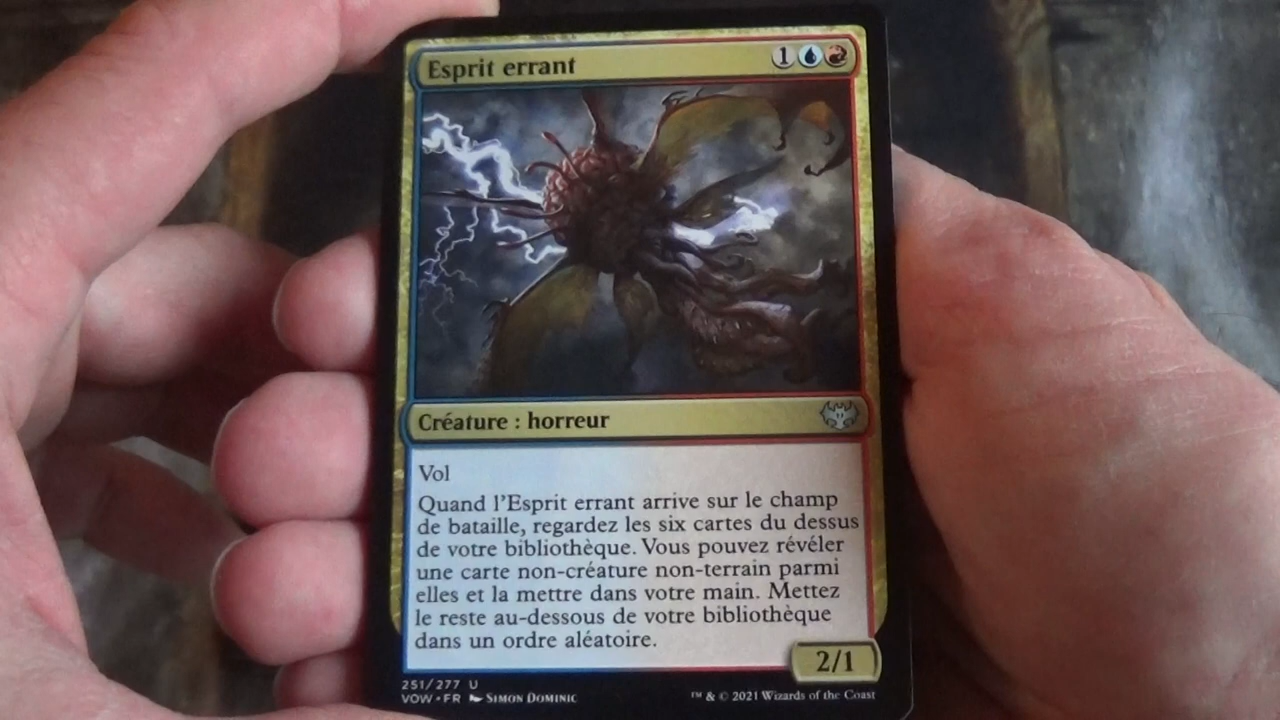 Esprit errant 1
Créature : horreur
Vol
Quand l'Esprit errant arrive sur le champ
de bataille, regardez les six cartes du dessus
de votre bibliothèque. Vous pouvez révéler
une carte non-créature non-terrain parmi
elles et la mettre dans votre main. Mettez
le reste au-dessous de votre bibliothèque
dans un ordre aléatoire.
2/1
251/277 U
VOW • FR Simon Dominic
™ & © 2021 Wizards of the Coast